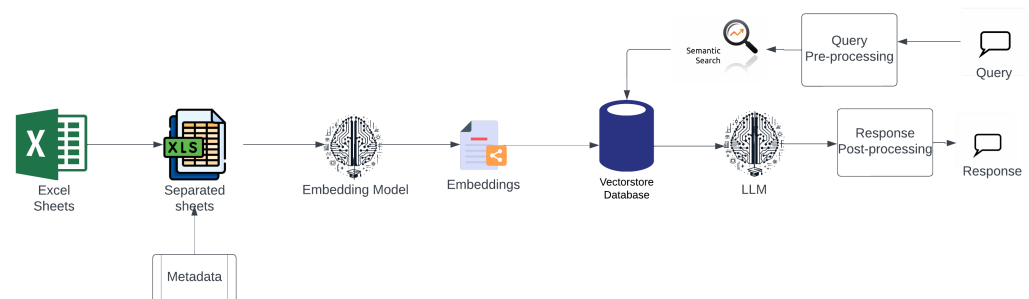 Query
Pre-processing
Query
Semantic
Search
X
Excel
Sheets
XLS
Separated
sheets
Embedding Model
Embeddings
Vectorstore
Database
LLM
Response
Post-processing
Response
Metadata